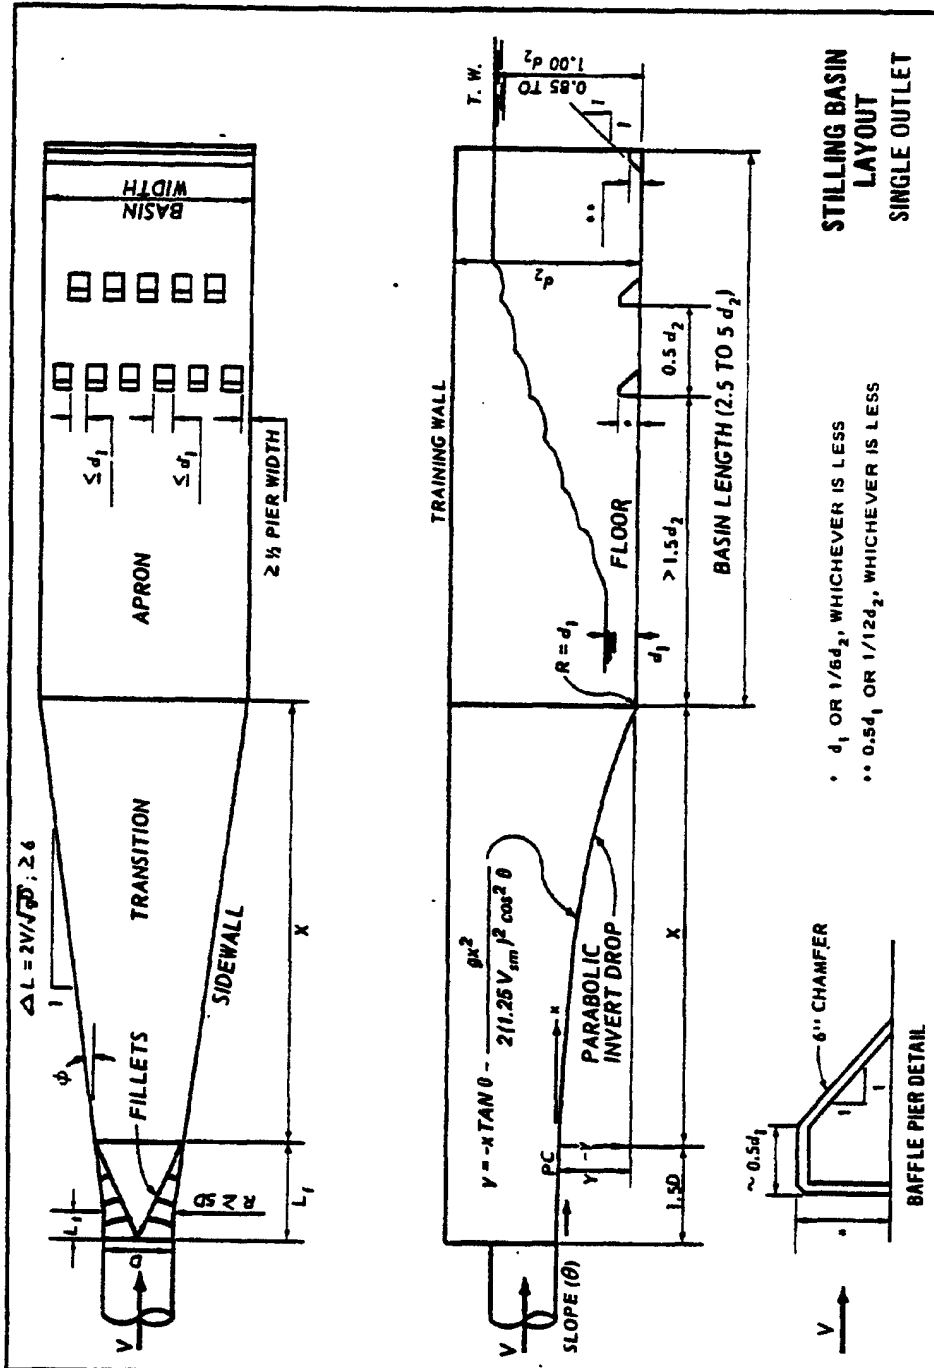 ΔL = 2V/√gD ; ≥ 6
1
Φ
FILLETS
TRANSITION
SIDEWALL
APRON
≤ d₁
≤ d₁
≥ ½ PIER WIDTH
BASIN
WIDTH
V
D
L₁
L₁
X
TRAINING WALL
y = -x TAN θ - gx² / 2(1.25 Vsm)² cos² θ
PARABOLIC
INVERT DROP
V
SLOPE (θ)
PC
x
Y
-Y
1.5D
X
R = d₁
d₁
FLOOR
> 1.5 d₂
0.5 d₂
d₂
**
*
BASIN LENGTH (2.5 TO 5 d₂)
T. W.
0.85 TO
1.00 d₂
1
1
V
*
~ 0.5d₁
6" CHAMFER
1
1
BAFFLE PIER DETAIL
* d₁ OR 1/6d₂, WHICHEVER IS LESS
** 0.5d₁ OR 1/12d₂, WHICHEVER IS LESS
STILLING BASIN
LAYOUT
SINGLE OUTLET